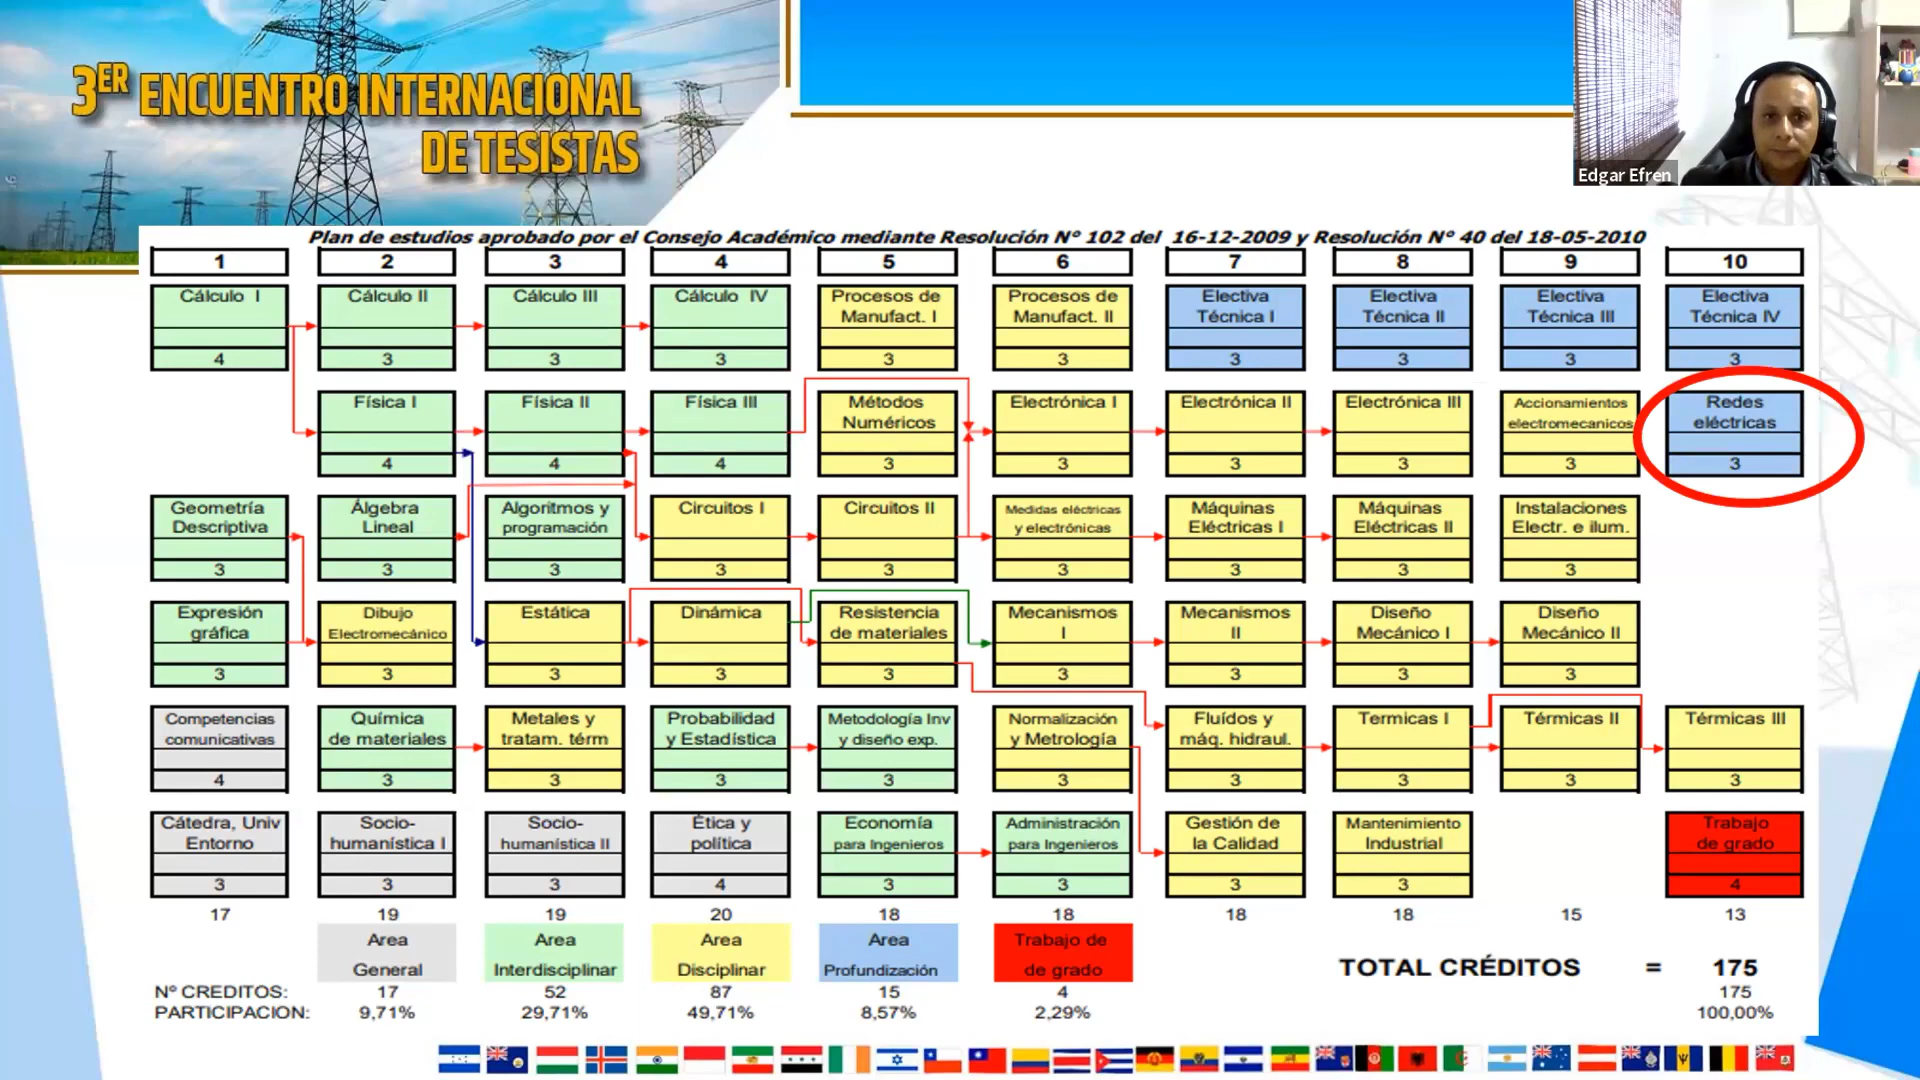 3ER ENCUENTRO INTERNACIONAL
DE TESISTAS
Edgar Efren
Plan de estudios aprobado por el Consejo Académico mediante Resolución N° 102 del 16-12-2009 y Resolución N° 40 del 18-05-2010
1 2 3 4 5 6 7 8 9 10
Cálculo I
4
Cálculo II
3
Cálculo III
3
Cálculo IV
3
Procesos de
Manufact. I
3
Procesos de
Manufact. II
3
Electiva
Técnica I
3
Electiva
Técnica II
3
Electiva
Técnica III
3
Electiva
Técnica IV
3
Física I
4
Física II
4
Física III
4
Métodos
Numéricos
3
Electrónica I
3
Electrónica II
3
Electrónica III
3
Accionamientos
electromecanicos
3
Redes
eléctricas
3
Geometría
Descriptiva
3
Álgebra
Lineal
3
Algoritmos y
programación
3
Circuitos I
3
Circuitos II
3
Medidas eléctricas
y electrónicas
3
Máquinas
Eléctricas I
3
Máquinas
Eléctricas II
3
Instalaciones
Electr. e ilum.
3
Expresión
gráfica
3
Dibujo
Electromecánico
3
Estática
3
Dinámica
3
Resistencia
de materiales
3
Mecanismos
I
3
Mecanismos
II
3
Diseño
Mecánico I
3
Diseño
Mecánico II
3
Competencias
comunicativas
4
Química
de materiales
3
Metales y
tratam. térm
3
Probabilidad
y Estadística
3
Metodología Inv
y diseño exp.
3
Normalización
y Metrología
3
Fluídos y
máq. hidraul.
3
Termicas I
3
Térmicas II
3
Térmicas III
3
Cátedra, Univ
Entorno
3
Socio-
humanística I
3
Socio-
humanística II
3
Ética y
política
4
Economía
para Ingenieros
3
Administración
para Ingenieros
3
Gestión de
la Calidad
3
Mantenimiento
Industrial
3
Trabajo
de grado
4
17 19 19 20 18 18 18 18 15 13
Area
General
Area
Interdisciplinar
Area
Disciplinar
Area
Profundización
Trabajo de
de grado
TOTAL CRÉDITOS = 175
Nº CREDITOS: 17 52 87 15 4 175
PARTICIPACION: 9,71% 29,71% 49,71% 8,57% 2,29% 100,00%